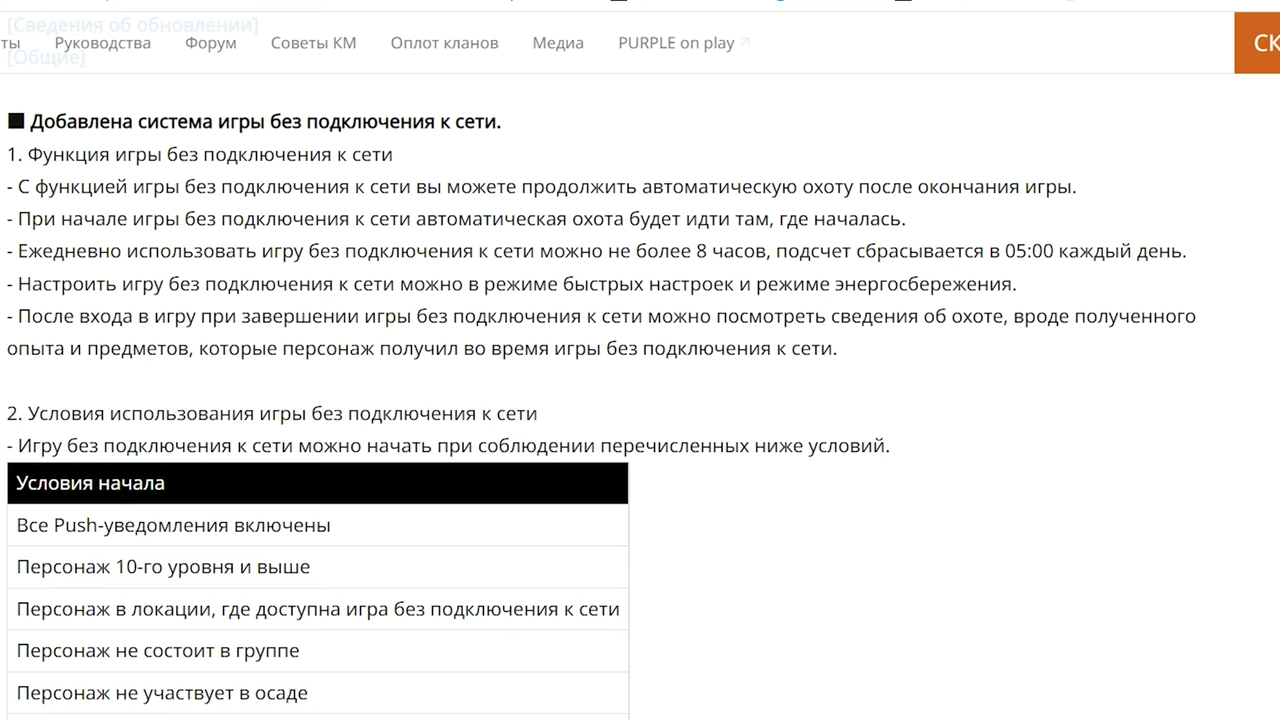 [Сведения об обновлении]
ты Руководства Форум Советы КМ Оплот кланов Медиа PURPLE on play СК
[Общие]
■ Добавлена система игры без подключения к сети.
1. Функция игры без подключения к сети
- С функцией игры без подключения к сети вы можете продолжить автоматическую охоту после окончания игры.
- При начале игры без подключения к сети автоматическая охота будет идти там, где началась.
- Ежедневно использовать игру без подключения к сети можно не более 8 часов, подсчет сбрасывается в 05:00 каждый день.
- Настроить игру без подключения к сети можно в режиме быстрых настроек и режиме энергосбережения.
- После входа в игру при завершении игры без подключения к сети можно посмотреть сведения об охоте, вроде полученного
опыта и предметов, которые персонаж получил во время игры без подключения к сети.
2. Условия использования игры без подключения к сети
- Игру без подключения к сети можно начать при соблюдении перечисленных ниже условий.
Условия начала
Все Push-уведомления включены
Персонаж 10-го уровня и выше
Персонаж в локации, где доступна игра без подключения к сети
Персонаж не состоит в группе
Персонаж не участвует в осаде